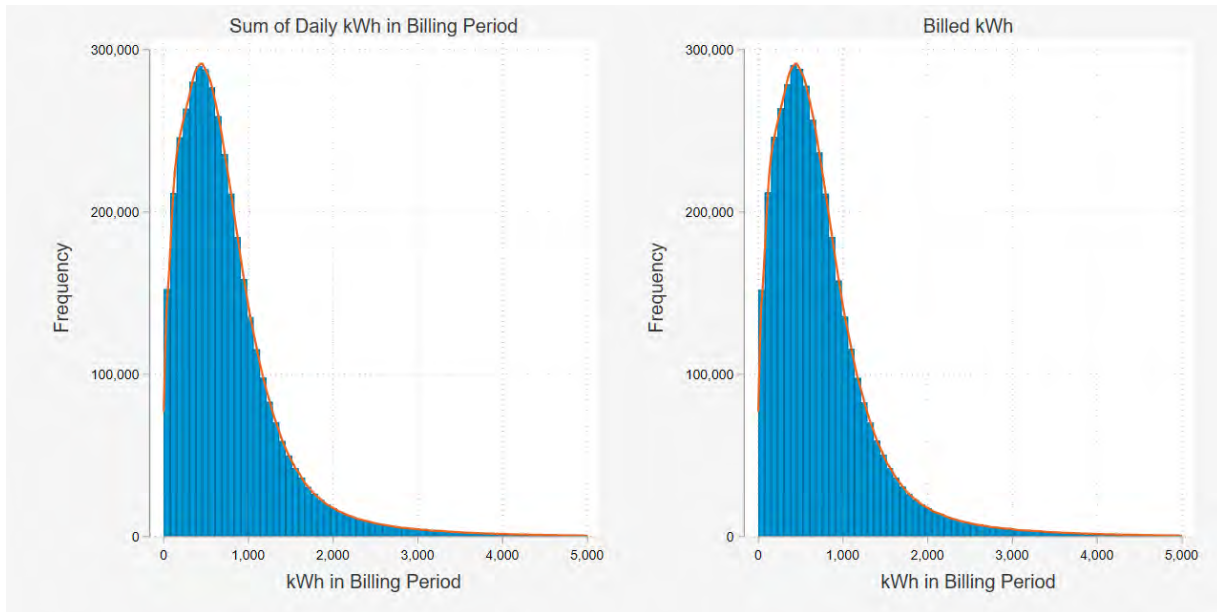 Sum of Daily kWh in Billing Period
300,000
200,000
100,000
0
Frequency
0 1,000 2,000 3,000 4,000 5,000
kWh in Billing Period
Billed kWh
300,000
200,000
100,000
0
Frequency
0 1,000 2,000 3,000 4,000 5,000
kWh in Billing Period